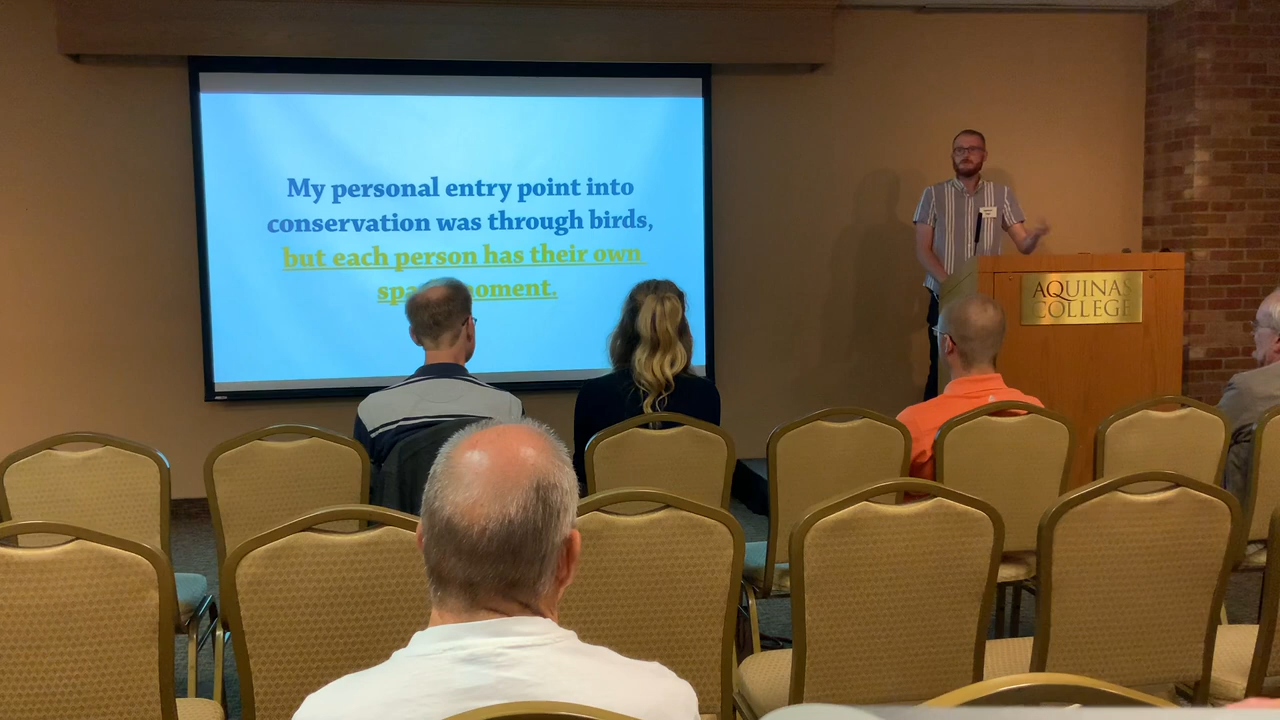 My personal entry point into
conservation was through birds,
but each person has their own
moment.
AQUINAS
COLLEGE